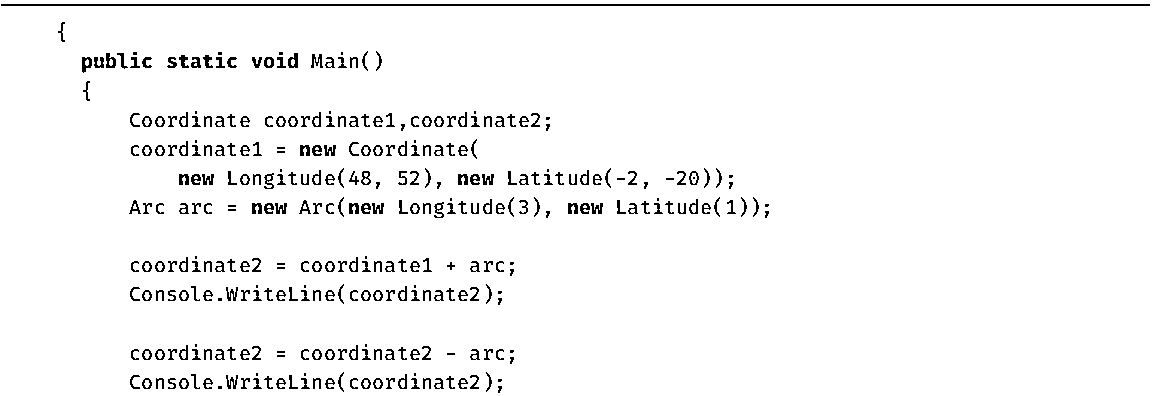 {
public static void Main()
{
Coordinate coordinate1,coordinate2;
coordinate1 = new Coordinate(
new Longitude(48, 52), new Latitude(-2, -20));
Arc arc = new Arc(new Longitude(3), new Latitude(1));
coordinate2 = coordinate1 + arc;
Console.WriteLine(coordinate2);
coordinate2 = coordinate2 - arc;
Console.WriteLine(coordinate2);